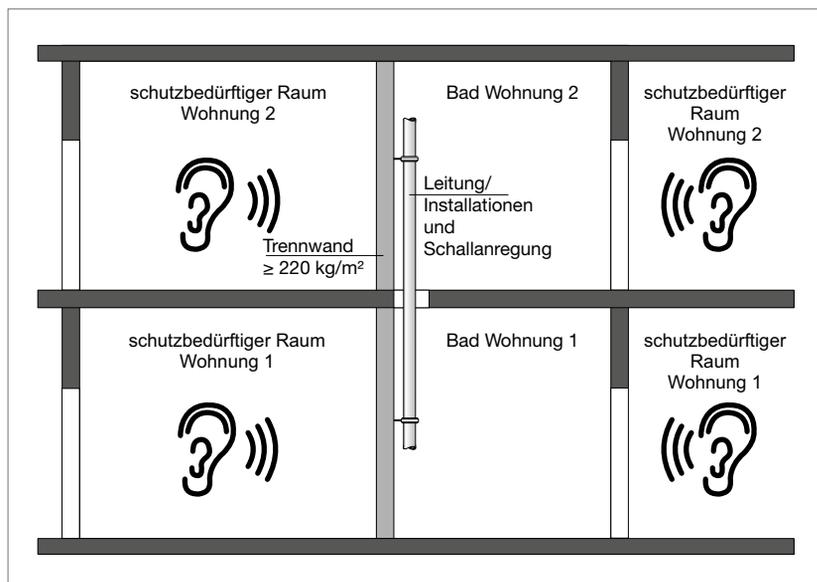 schutzbedürftiger Raum
Wohnung 2
Bad Wohnung 2
schutzbedürftiger
Raum
Wohnung 2
Leitung/
Installationen
und
Schallanregung
Trennwand
≥ 220 kg/m²
schutzbedürftiger Raum
Wohnung 1
Bad Wohnung 1
schutzbedürftiger
Raum
Wohnung 1